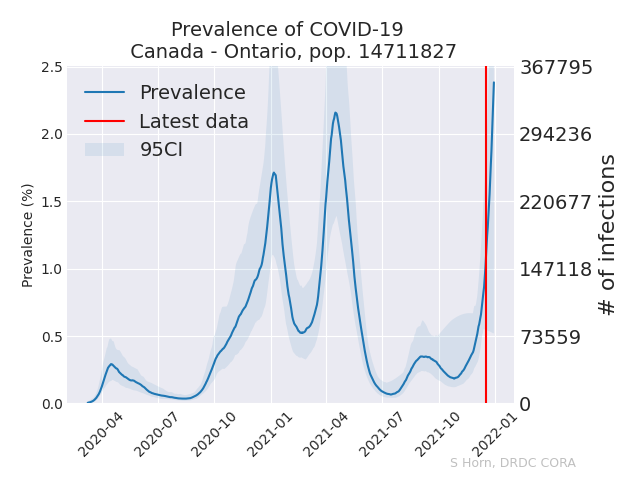 Prevalence of COVID-19
Canada - Ontario, pop. 14711827
Prevalence
Latest data
95CI
Prevalence (%)
2.5
2.0
1.5
1.0
0.5
0.0
367795
294236
220677
147118
73559
0
# of infections
2020-04
2020-07
2020-10
2021-01
2021-04
2021-07
2021-10
2022-01
S Horn, DRDC CORA